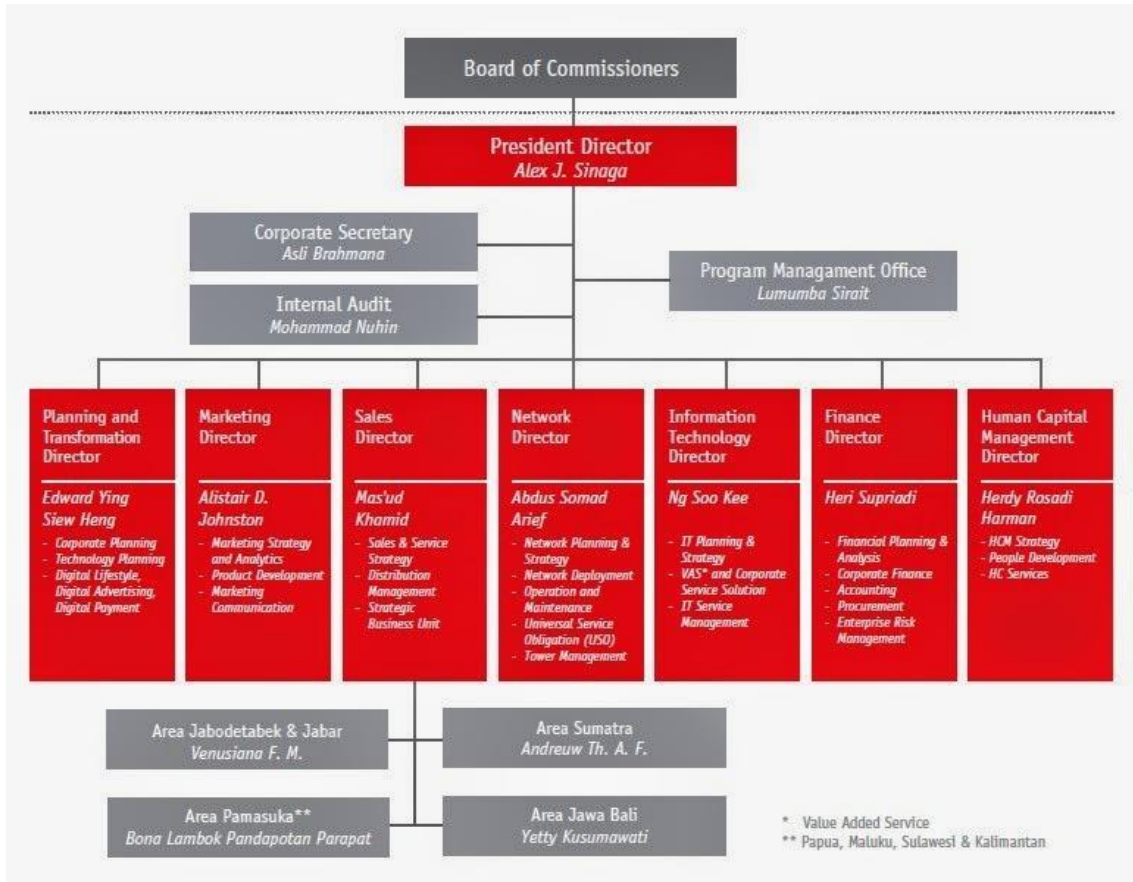 Board of Commissioners
President Director
Alex J. Sinaga
Corporate Secretary
Asli Brahmana
Program Managament Office
Lumumba Sirait
Internal Audit
Mohammad Nuhin
Planning and
Transformation
Director
Edward Ying
Siew Heng
- Corporate Planning
- Technology Planning
- Digital Lifestyle,
Digital Advertising,
Digital Payment
Marketing
Director
Alistair D.
Johnston
- Marketing Strategy
and Analytics
- Product Development
- Marketing
Communication
Sales
Director
Mas'ud
Khamid
- Sales & Service
Strategy
- Distribution
Management
- Strategic
Business Unit
Network
Director
Abdus Somad
Arief
- Network Planning &
Strategy
- Network Deployment
- Operation and
Maintenance
- Universal Service
Obligation (USO)
- Tower Management
Information
Technology
Director
Ng Soo Kee
- IT Planning &
Strategy
- VAS* and Corporate
Service Solution
- IT Service
Management
Finance
Director
Heri Supriadi
- Financial Planning &
Analysis
- Corporate Finance
- Accounting
- Procurement
- Enterprise Risk
Management
Human Capital
Management
Director
Herdy Rosadi
Harman
- HCM Strategy
- People Development
- HC Services
Area Jabodetabek & Jabar
Venusiana F. M.
Area Sumatra
Andreuw Th. A. F.
Area Pamasuka**
Bona Lambok Pandapotan Parapat
Area Jawa Bali
Yetty Kusumawati
* Value Added Service
** Papua, Maluku, Sulawesi & Kalimantan